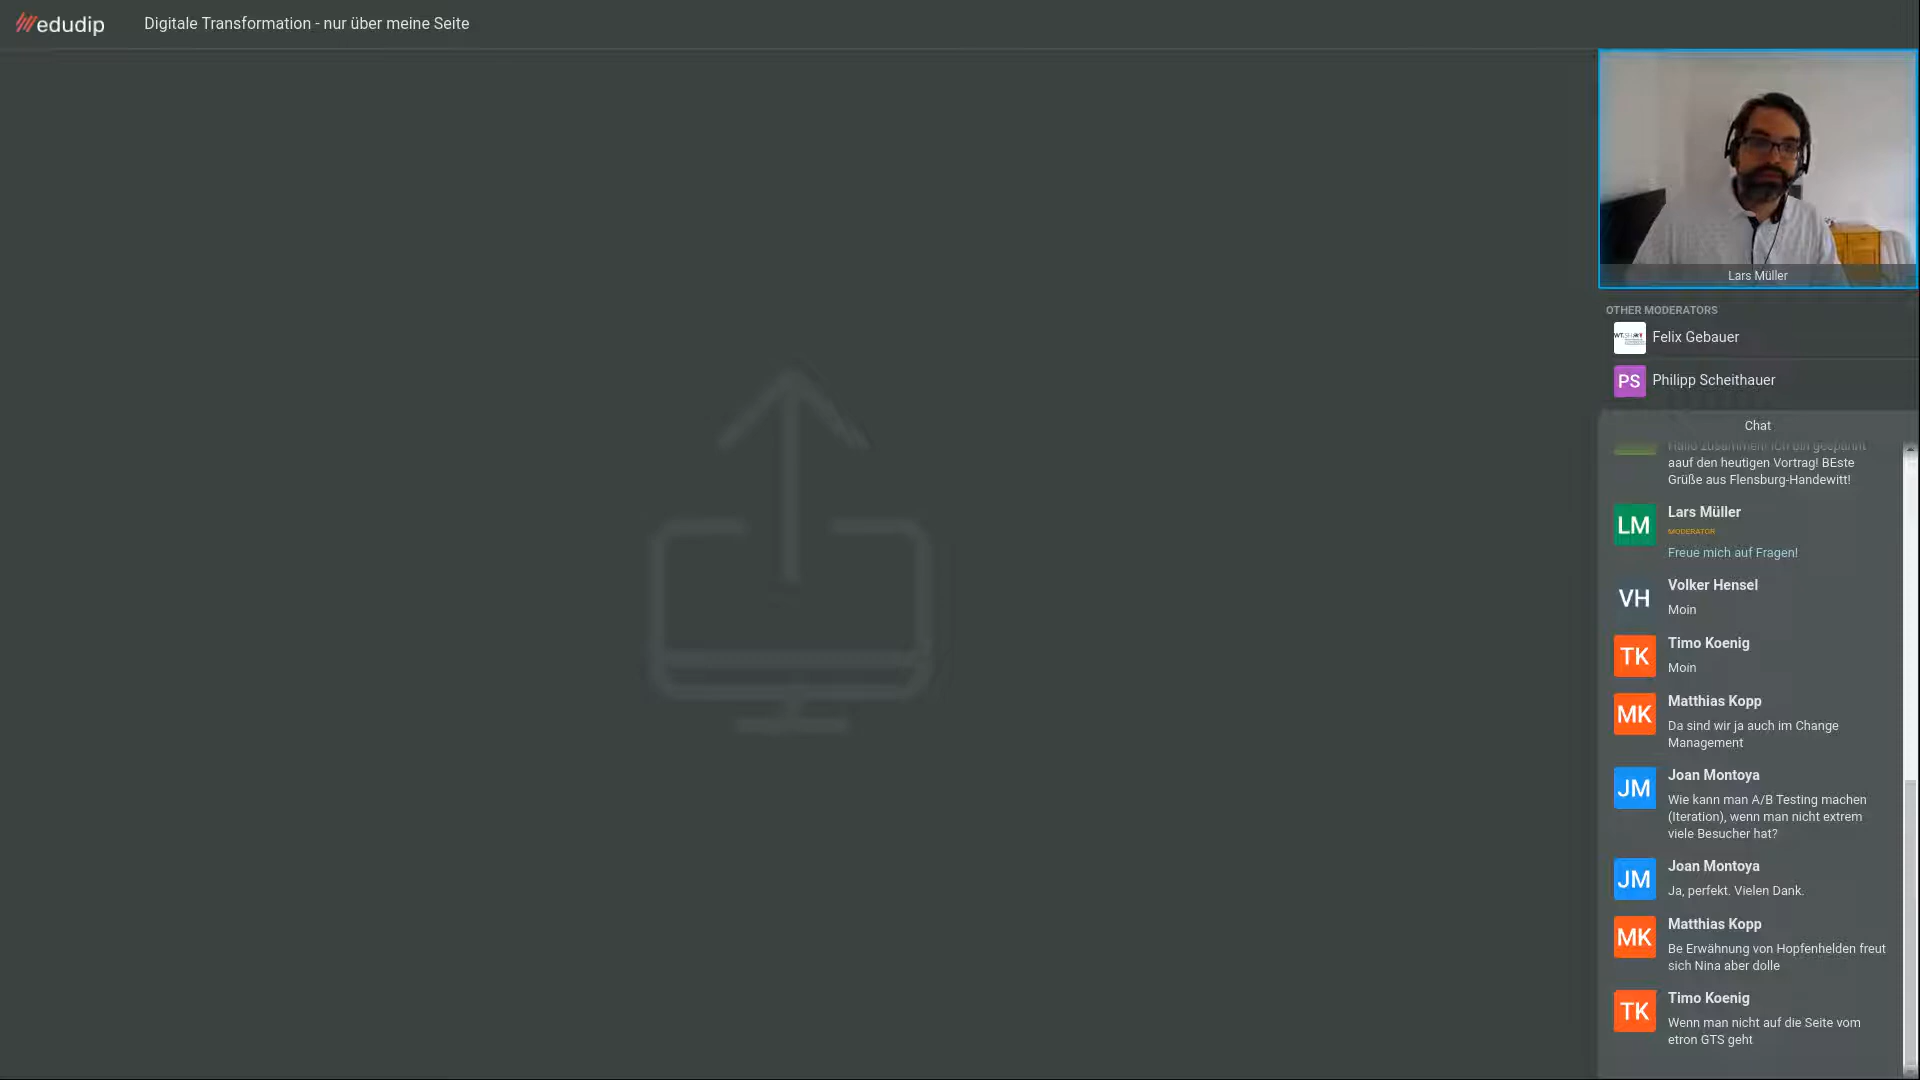 edudip
Digitale Transformation - nur über meine Seite
Lars Müller
OTHER MODERATORS
Felix Gebauer
PS
Philipp Scheithauer
Chat
Hallo zusammen! Ich bin gespannt
aauf den heutigen Vortrag! BEste
Grüße aus Flensburg-Handewitt!
LM
Lars Müller
MODERATOR
Freue mich auf Fragen!
VH
Volker Hensel
Moin
TK
Timo Koenig
Moin
MK
Matthias Kopp
Da sind wir ja auch im Change
Management
JM
Joan Montoya
Wie kann man A/B Testing machen
(Iteration), wenn man nicht extrem
viele Besucher hat?
JM
Joan Montoya
Ja, perfekt. Vielen Dank.
MK
Matthias Kopp
Be Erwähnung von Hopfenhelden freut
sich Nina aber dolle
TK
Timo Koenig
Wenn man nicht auf die Seite vom
etron GTS geht